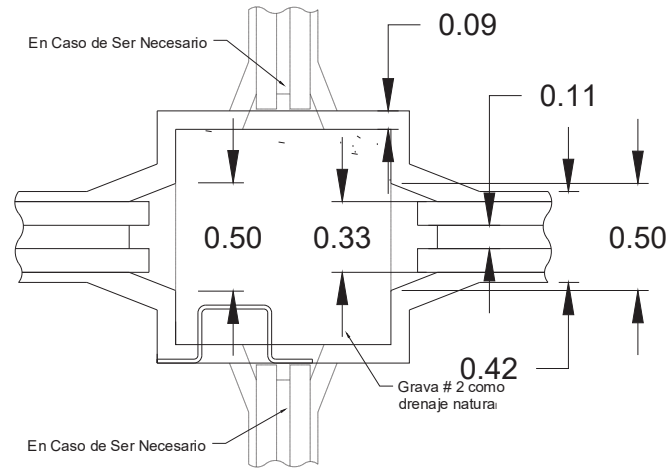 En Caso de Ser Necesario
0.09
0.11
0.50
0.33
0.50
0.42
Grava # 2 como
drenaje natural
En Caso de Ser Necesario